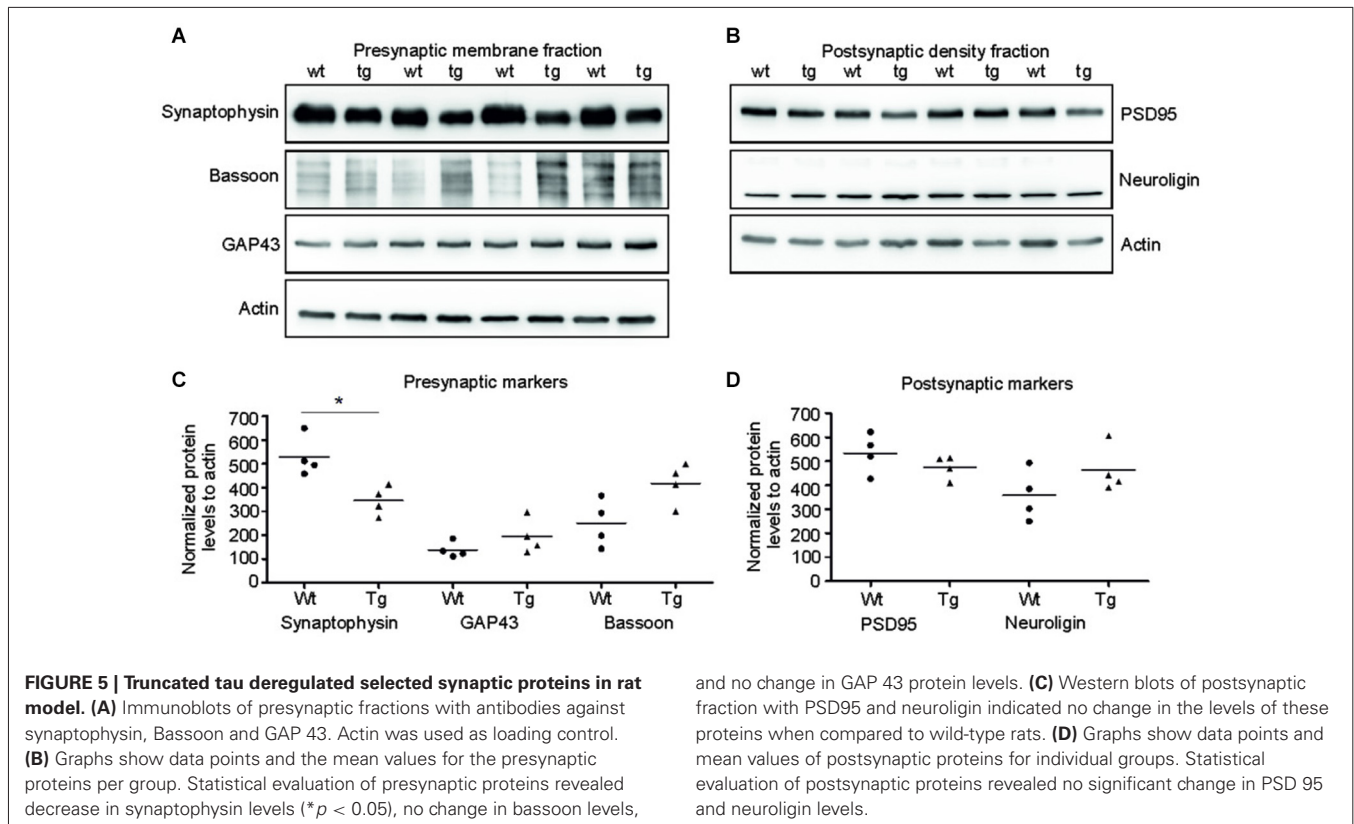 A
Presynaptic membrane fraction
wt tg wt tg wt tg wt tg
Synaptophysin
Bassoon
GAP43
Actin
B
Postsynaptic density fraction
wt tg wt tg wt tg wt tg
PSD95
Neuroligin
Actin
C
Presynaptic markers
*
Normalized protein
levels to actin
700
600
500
400
300
200
100
0
Wt Tg Wt Tg Wt Tg
Synaptophysin GAP43 Bassoon
D
Postsynaptic markers
Normalized protein
levels to actin
700
600
500
400
300
200
100
0
Wt Tg Wt Tg
PSD95 Neuroligin
FIGURE 5 | Truncated tau deregulated selected synaptic proteins in rat
model. (A) Immunoblots of presynaptic fractions with antibodies against
synaptophysin, Bassoon and GAP 43. Actin was used as loading control.
(B) Graphs show data points and the mean values for the presynaptic
proteins per group. Statistical evaluation of presynaptic proteins revealed
decrease in synaptophysin levels (*p < 0.05), no change in bassoon levels,
and no change in GAP 43 protein levels. (C) Western blots of postsynaptic
fraction with PSD95 and neuroligin indicated no change in the levels of these
proteins when compared to wild-type rats. (D) Graphs show data points and
mean values of postsynaptic proteins for individual groups. Statistical
evaluation of postsynaptic proteins revealed no significant change in PSD 95
and neuroligin levels.